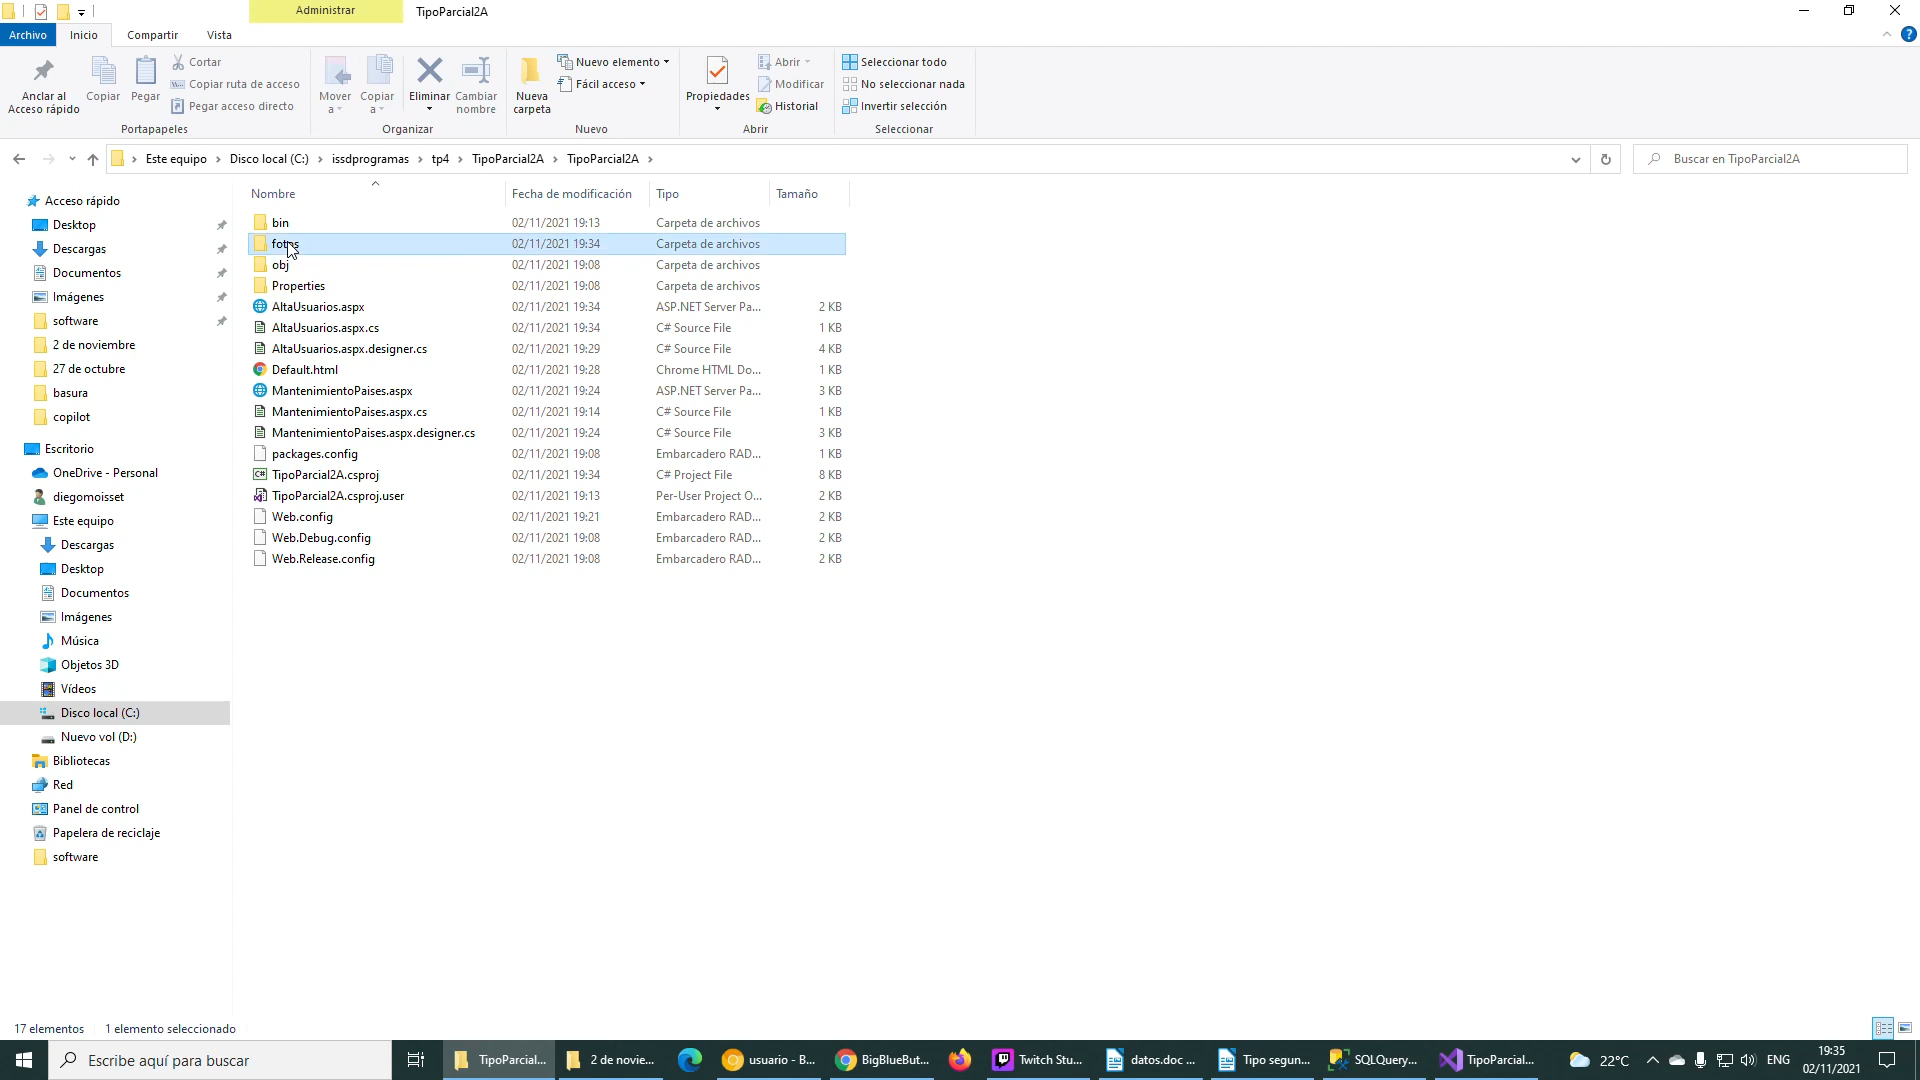 Administrar
TipoParcial2A
Archivo
Inicio
Compartir
Vista
Anclar al
Acceso rápido
Copiar
Pegar
Cortar
Copiar ruta de acceso
Pegar acceso directo
Portapapeles
Mover
a
Copiar
a
Eliminar
Cambiar
nombre
Organizar
Nueva
carpeta
Nuevo elemento
Fácil acceso
Nuevo
Propiedades
Abrir
Modificar
Historial
Abrir
Seleccionar todo
No seleccionar nada
Invertir selección
Seleccionar
Este equipo > Disco local (C:) > issdprogramas > tp4 > TipoParcial2A > TipoParcial2A >
Buscar en TipoParcial2A
Nombre Fecha de modificación Tipo Tamaño
bin 02/11/2021 19:13 Carpeta de archivos
fotos 02/11/2021 19:34 Carpeta de archivos
obj 02/11/2021 19:08 Carpeta de archivos
Properties 02/11/2021 19:08 Carpeta de archivos
AltaUsuarios.aspx 02/11/2021 19:34 ASP.NET Server Pa... 2 KB
AltaUsuarios.aspx.cs 02/11/2021 19:34 C# Source File 1 KB
AltaUsuarios.aspx.designer.cs 02/11/2021 19:29 C# Source File 4 KB
Default.html 02/11/2021 19:28 Chrome HTML Do... 1 KB
MantenimientoPaises.aspx 02/11/2021 19:24 ASP.NET Server Pa... 3 KB
MantenimientoPaises.aspx.cs 02/11/2021 19:14 C# Source File 1 KB
MantenimientoPaises.aspx.designer.cs 02/11/2021 19:24 C# Source File 3 KB
packages.config 02/11/2021 19:08 Embarcadero RAD... 1 KB
TipoParcial2A.csproj 02/11/2021 19:34 C# Project File 8 KB
TipoParcial2A.csproj.user 02/11/2021 19:13 Per-User Project O... 2 KB
Web.config 02/11/2021 19:21 Embarcadero RAD... 2 KB
Web.Debug.config 02/11/2021 19:08 Embarcadero RAD... 2 KB
Web.Release.config 02/11/2021 19:08 Embarcadero RAD... 2 KB
Acceso rápido
Desktop
Descargas
Documentos
Imágenes
software
2 de noviembre
27 de octubre
basura
copilot
Escritorio
OneDrive - Personal
diegomoisset
Este equipo
Descargas
Desktop
Documentos
Imágenes
Música
Objetos 3D
Vídeos
Disco local (C:)
Nuevo vol (D:)
Bibliotecas
Red
Panel de control
Papelera de reciclaje
software
17 elementos 1 elemento seleccionado
Escribe aquí para buscar
TipoParcial...
2 de novie...
usuario - B...
BigBlueBut...
Twitch Stu...
datos.doc ...
Tipo segun...
SQLQuery...
TipoParcial...
22°C
ENG
19:35
02/11/2021